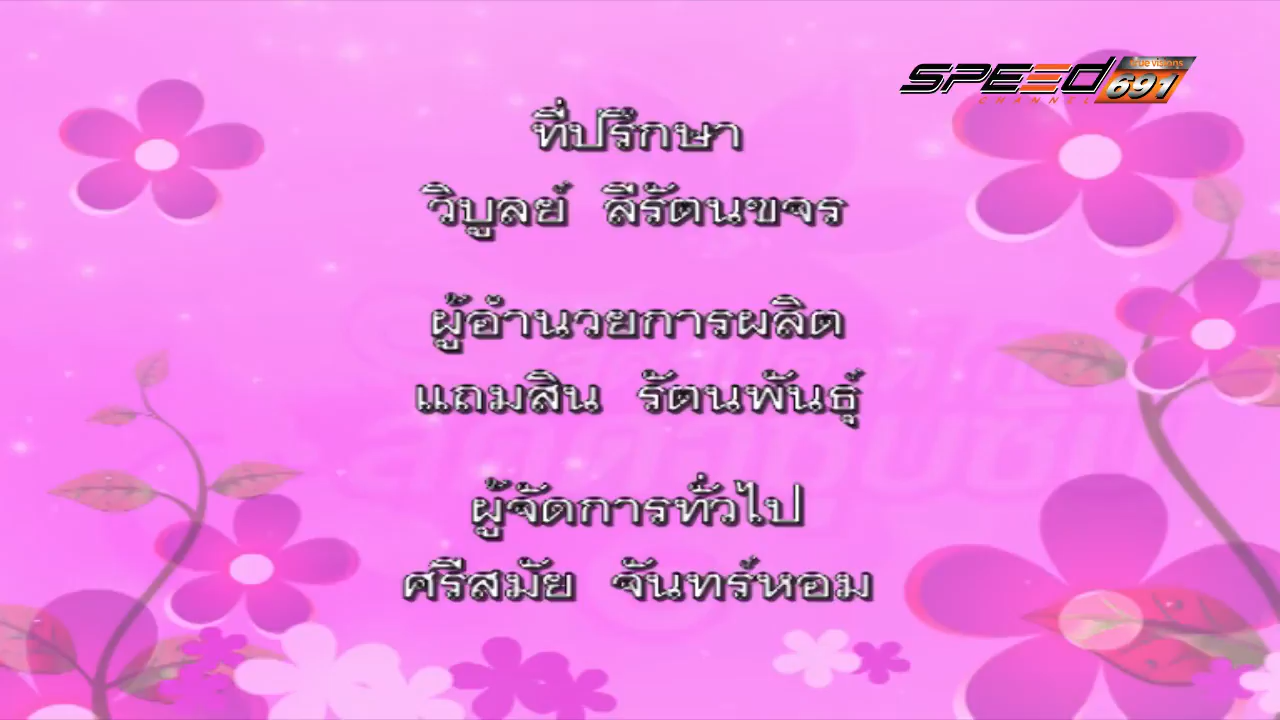 SPEED
CHANNEL
true visions
691
ที่ปรึกษา
วิบูลย์ ลีรัตนขจร
ผู้อำนวยการผลิต
แถมสิน รัตนพันธุ์
ผู้จัดการทั่วไป
ศรีสมัย จันทร์หอม